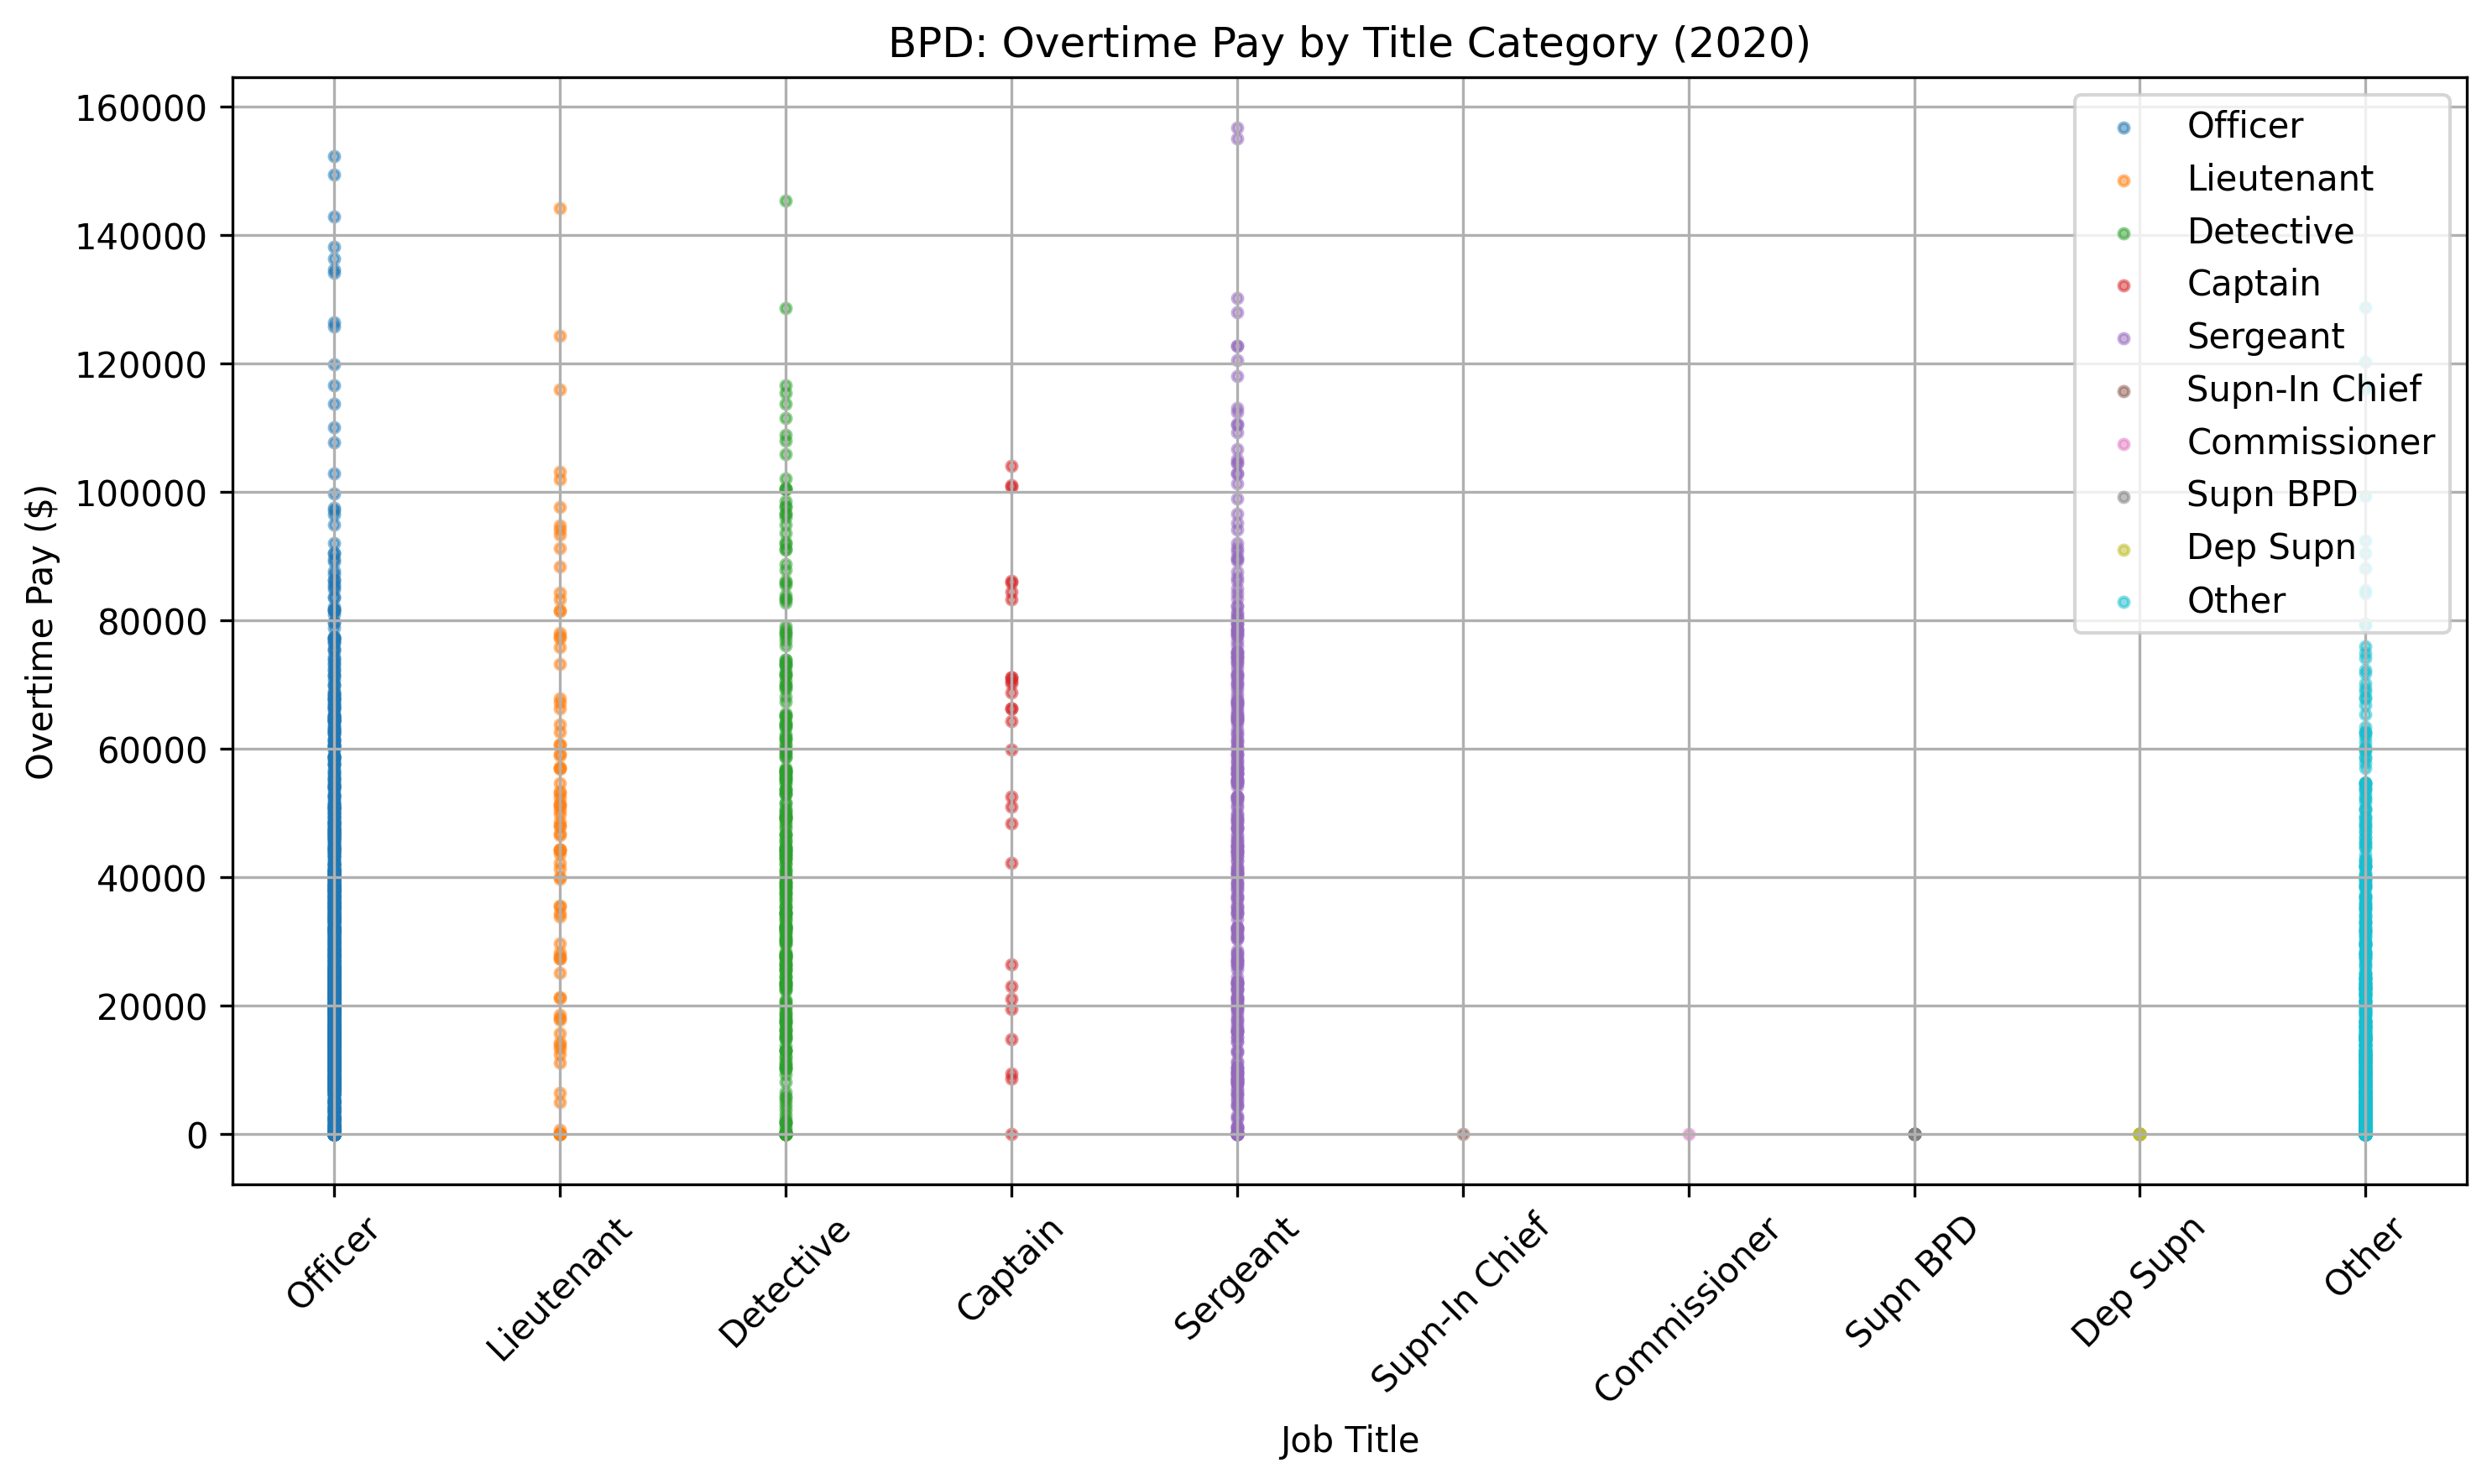 BPD: Overtime Pay by Title Category (2020)
160000
140000
120000
100000
80000
60000
40000
20000
0
Overtime Pay ($)
Officer
Lieutenant
Detective
Captain
Sergeant
Supn-In Chief
Commissioner
Supn BPD
Dep Supn
Other
Officer
Lieutenant
Detective
Captain
Sergeant
Supn-In Chief
Commissioner
Supn BPD
Dep Supn
Other
Job Title